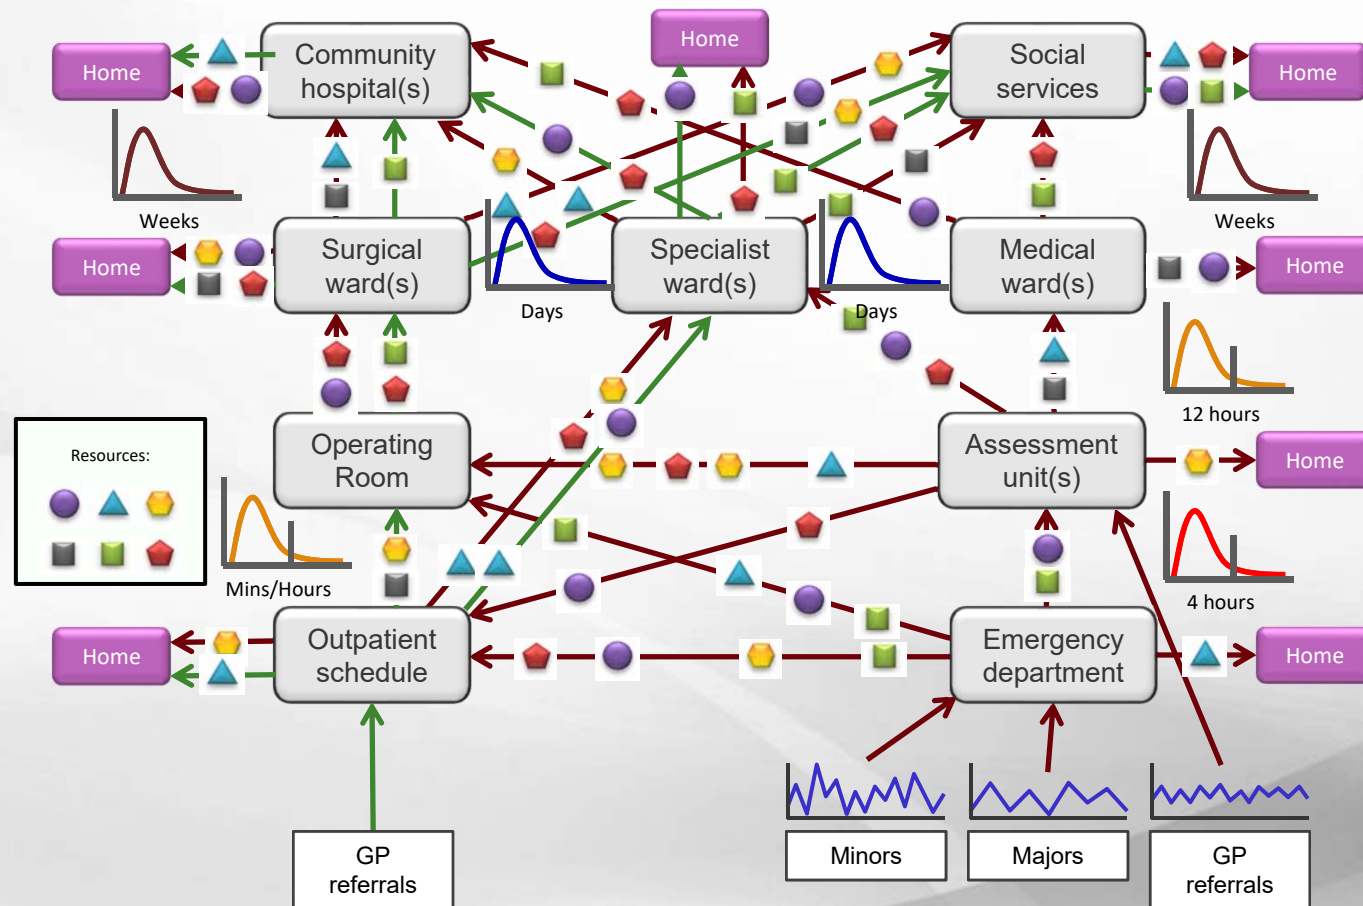 Home
Community
hospital(s)
Home
Social
services
Home
Weeks
Weeks
Home
Surgical
ward(s)
Specialist
ward(s)
Medical
ward(s)
Home
Days
Days
12 hours
Resources:
Operating
Room
Assessment
unit(s)
Home
Mins/Hours
4 hours
Home
Outpatient
schedule
Emergency
department
Home
GP
referrals
Minors
Majors
GP
referrals